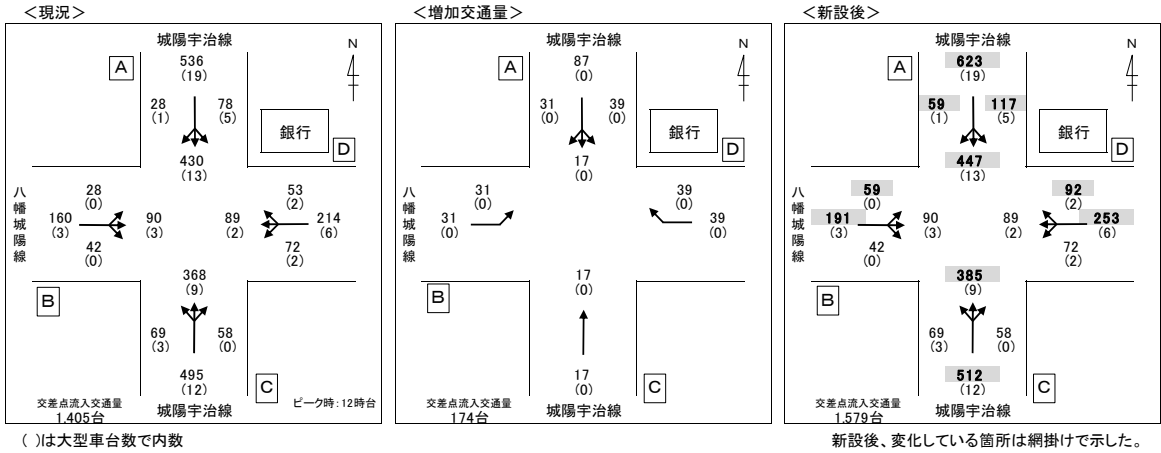 ＜現況＞
城陽宇治線
N
A
536
(19)
28
(1)
78
(5)
銀行
D
430
(13)
八幡城陽線
28
(0)
53
(2)
160
(3)
90
(3)
89
(2)
214
(6)
42
(0)
72
(2)
B
368
(9)
69
(3)
58
(0)
495
(12)
C
交差点流入交通量
1,405台
城陽宇治線
ピーク時：12時台
＜増加交通量＞
城陽宇治線
N
A
87
(0)
31
(0)
39
(0)
銀行
D
17
(0)
31
(0)
39
(0)
31
(0)
39
(0)
B
17
(0)
17
(0)
C
交差点流入交通量
174台
城陽宇治線
＜新設後＞
城陽宇治線
N
A
623
(19)
59
(1)
117
(5)
銀行
D
447
(13)
八幡城陽線
59
(0)
92
(2)
191
(3)
90
(3)
89
(2)
253
(6)
42
(0)
72
(2)
B
385
(9)
69
(3)
58
(0)
512
(12)
C
交差点流入交通量
1,579台
城陽宇治線
( )は大型車台数で内数
新設後、変化している箇所は網掛けで示した。